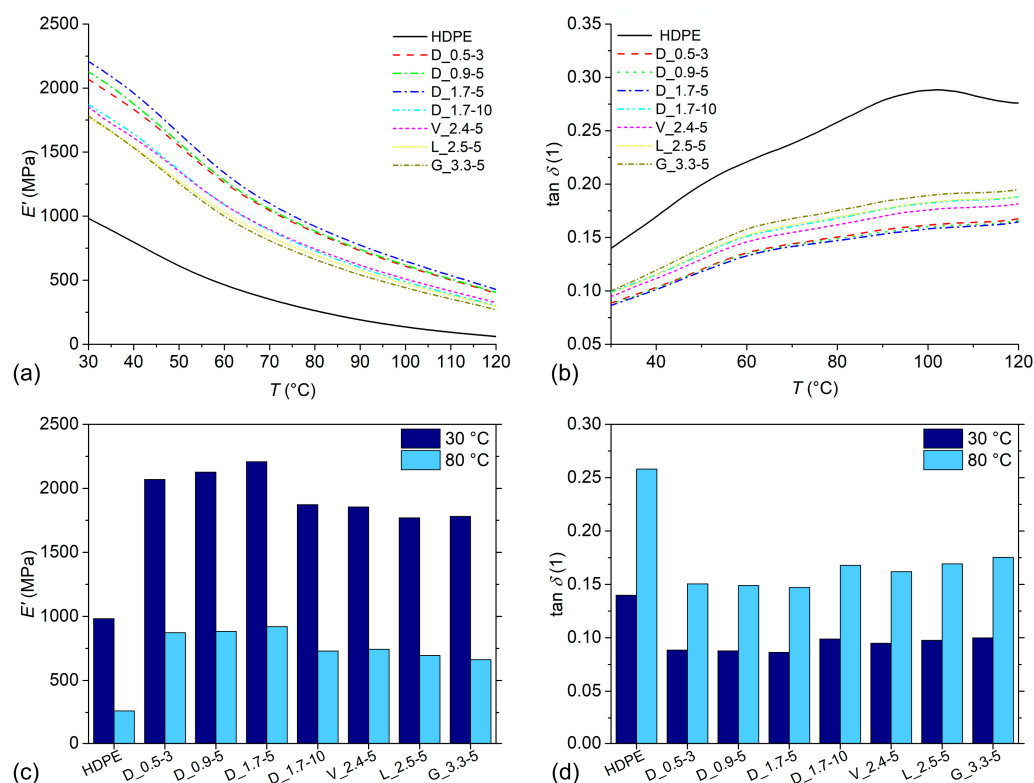 2500
2000
1500
1000
500
0
E′ (MPa)
30 40 50 60 70 80 90 100 110 120
T (°C)
HDPE
D_0.5-3
D_0.9-5
D_1.7-5
D_1.7-10
V_2.4-5
L_2.5-5
G_3.3-5
(a)
0.35
0.30
0.25
0.20
0.15
0.10
0.05
tan δ (1)
40 60 80 100 120
T (°C)
HDPE
D_0.5-3
D_0.9-5
D_1.7-5
D_1.7-10
V_2.4-5
L_2.5-5
G_3.3-5
(b)
2500
2000
1500
1000
500
0
E′ (MPa)
30 °C
80 °C
HDPE D_0.5-3 D_0.9-5 D_1.7-5 D_1.7-10 V_2.4-5 L_2.5-5 G_3.3-5
(c)
0.30
0.25
0.20
0.15
0.10
0.05
0.00
tan δ (1)
30 °C
80 °C
HDPE D_0.5-3 D_0.9-5 D_1.7-5 D_1.7-10 V_2.4-5 L_2.5-5 G_3.3-5
(d)